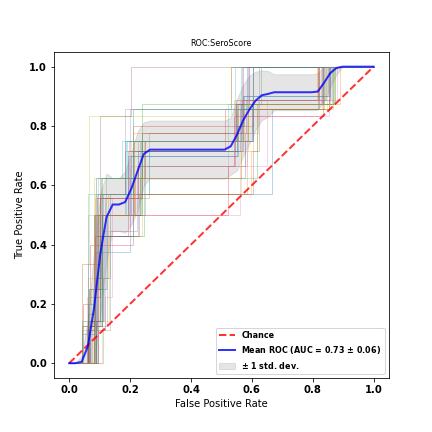 ROC:SeroScore
1.0
0.8
0.6
0.4
0.2
0.0
True Positive Rate
0.0 0.2 0.4 0.6 0.8 1.0
False Positive Rate
Chance
Mean ROC (AUC = 0.73 ± 0.06)
± 1 std. dev.